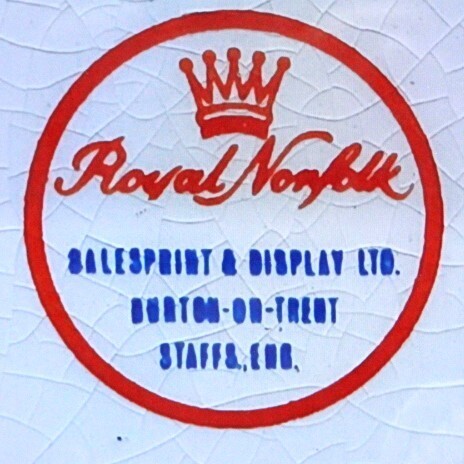 Royal Norfolk
SALESPRINT & DISPLAY LTD.
BURTON-ON-TRENT
STAFFS, ENG.